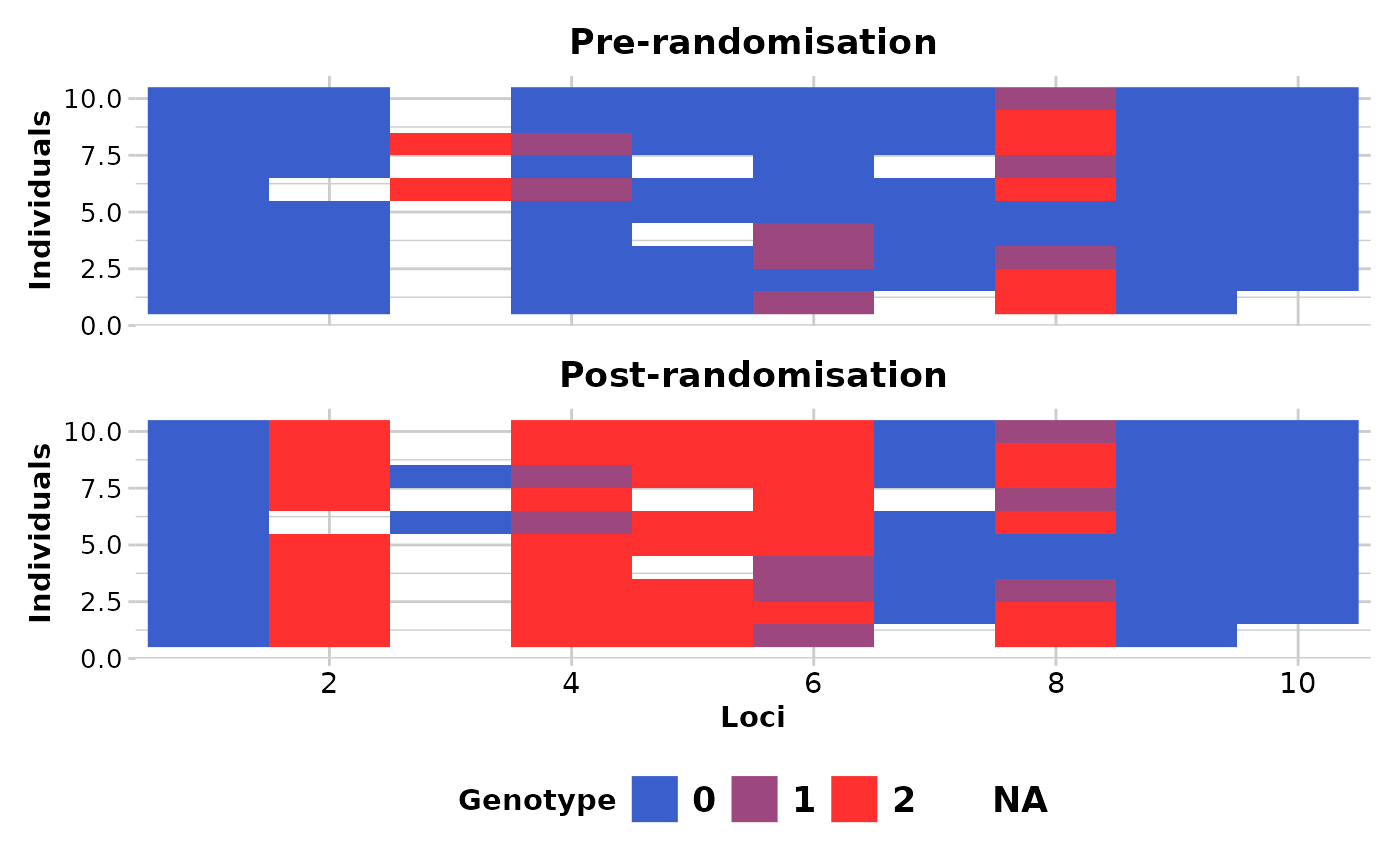 Pre-randomisation
Individuals
10.0
7.5
5.0
2.5
0.0
Post-randomisation
Individuals
10.0
7.5
5.0
2.5
0.0
2 4 6 8 10
Loci
Genotype 0 1 2 NA